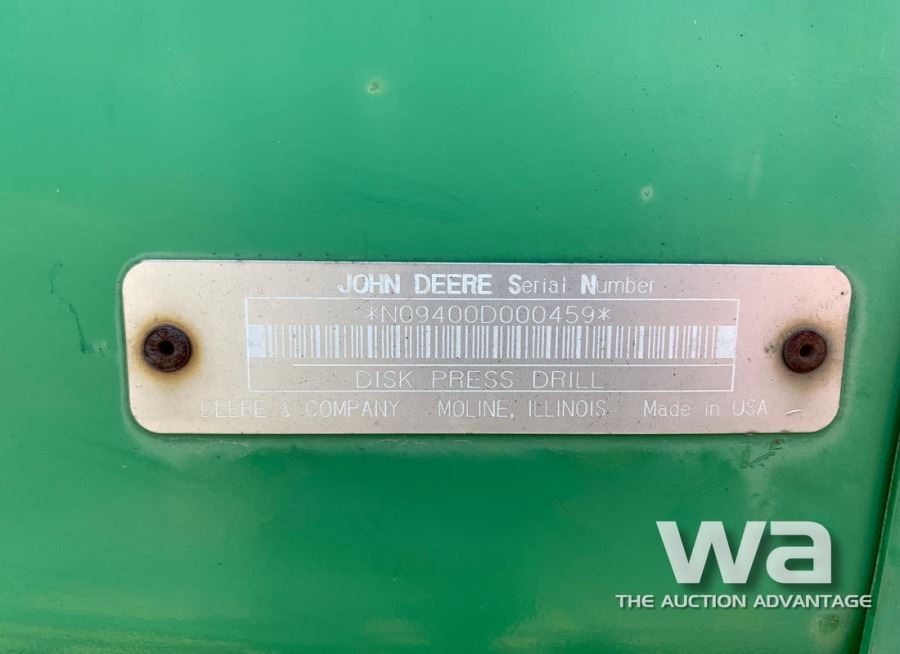 JOHN DEERE Serial Number
*N09400D000459*
DISK PRESS DRILL
DEERE & COMPANY MOLINE, ILLINOIS Made in USA
wa
THE AUCTION ADVANTAGE